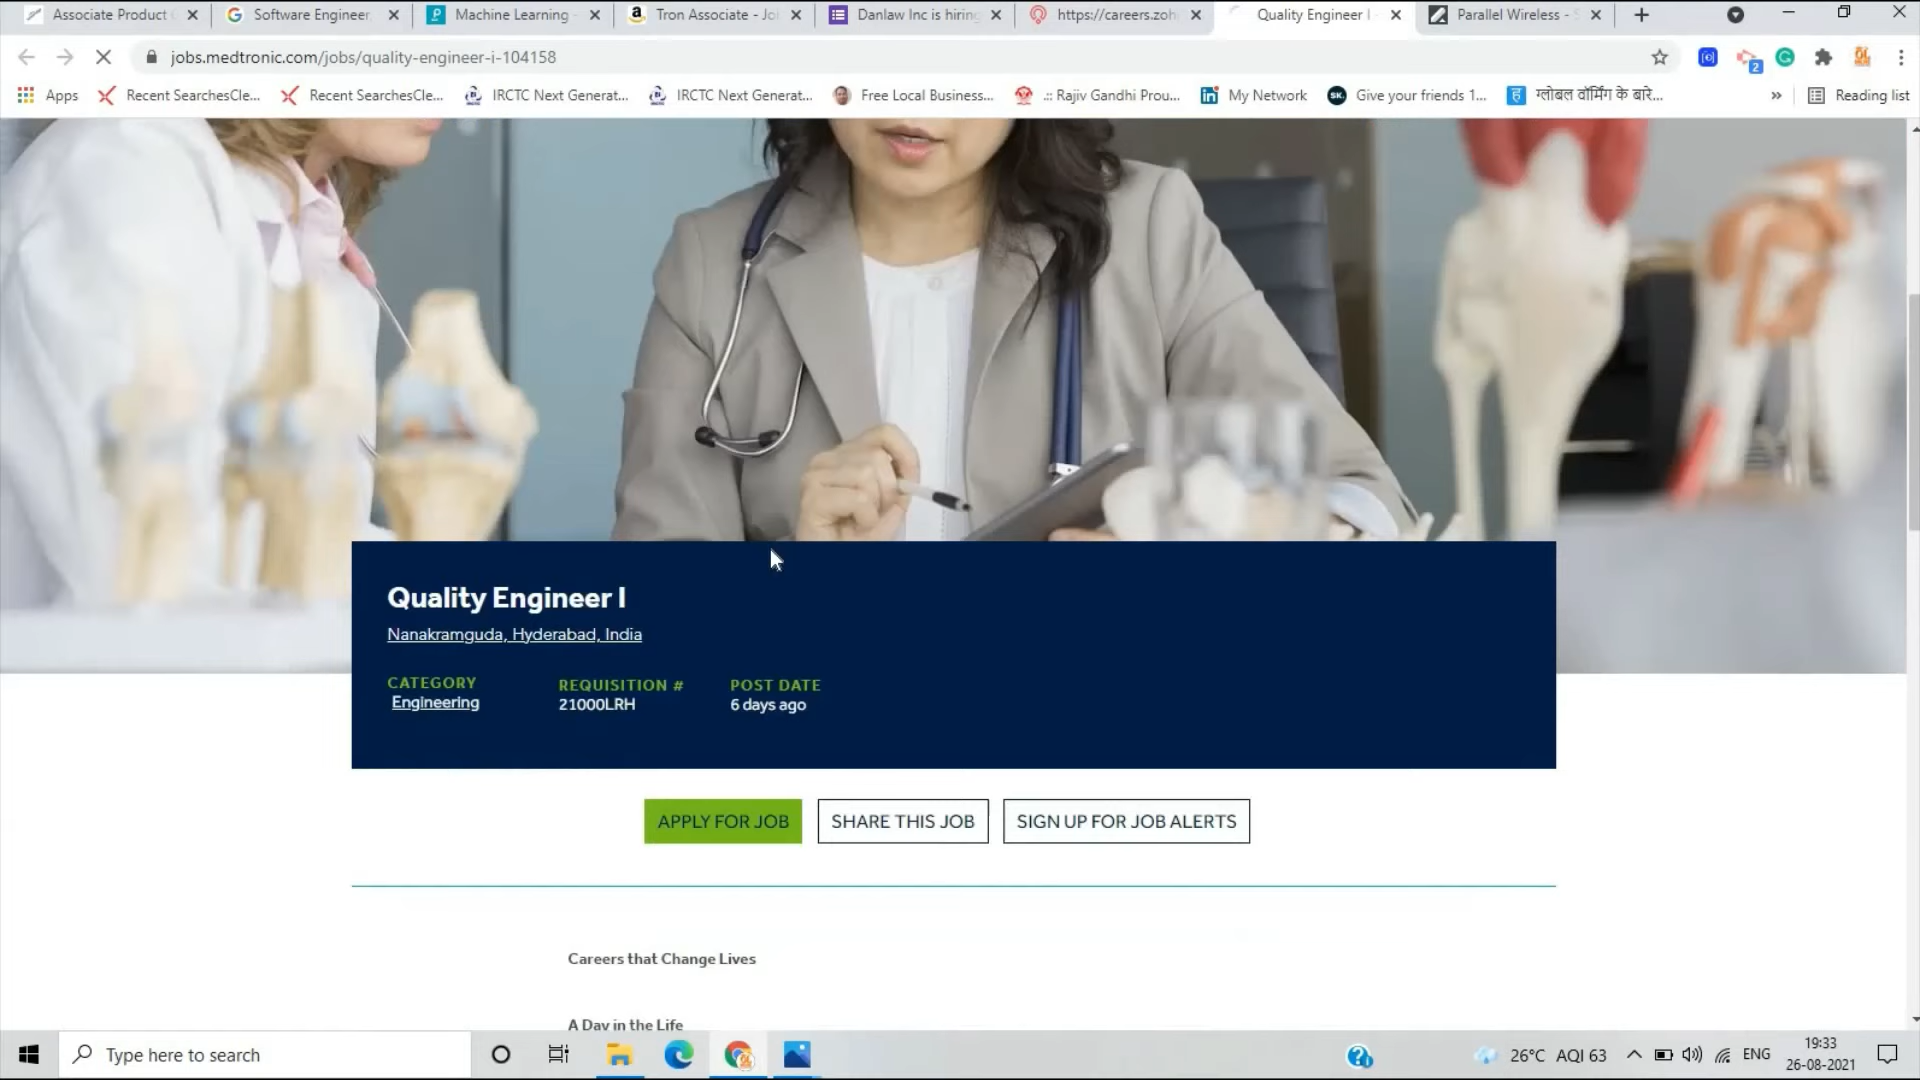 Associate Product
Software Engineer,
Machine Learning -
Tron Associate - Jo
Danlaw Inc is hiring
https://careers.zoh
Quality Engineer I -
Parallel Wireless -
jobs.medtronic.com/jobs/quality-engineer-i-104158
2
Apps
Recent SearchesCle...
Recent SearchesCle...
IRCTC Next Generat...
IRCTC Next Generat...
Free Local Business...
.:: Rajiv Gandhi Prou...
My Network
SK.
Give your friends 1...
ह
ग्लोबल वॉर्मिंग के बारे...
»
Reading list
Quality Engineer I
Nanakramguda, Hyderabad, India
CATEGORY
Engineering
REQUISITION #
21000LRH
POST DATE
6 days ago
APPLY FOR JOB
SHARE THIS JOB
SIGN UP FOR JOB ALERTS
Careers that Change Lives
A Day in the Life
Type here to search
26°C AQI 63
ENG
19:33
26-08-2021